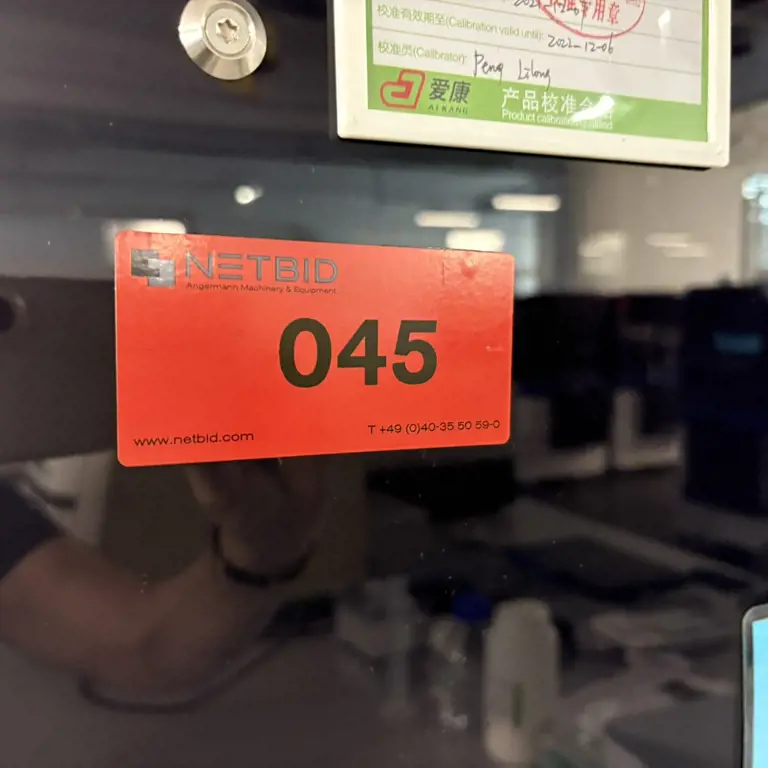 用章
校准有效期至(Calibration valid until): 2022-12-06
校准员(Calibrator): Peng Lilong
爱康
AIKANG
产品校准合
Product calibration
NETBID
Angermann Machinery & Equipment
045
www.netbid.com
T +49 (0)40-35 50 59-0